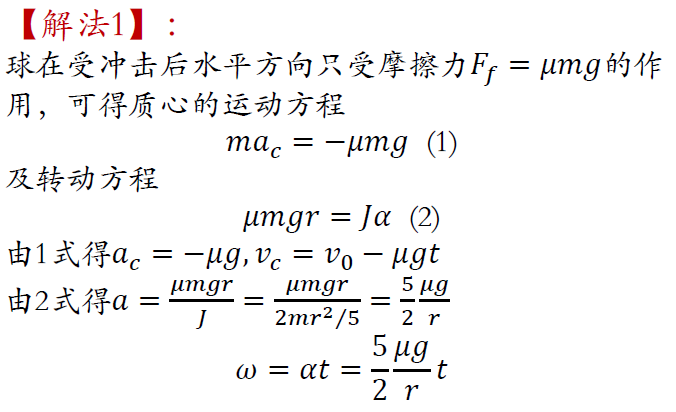 【解法1】：
球在受冲击后水平方向只受摩擦力F_f = μmg的作
用，可得质心的运动方程
ma_c = −μmg (1)
及转动方程
μmgr = Jα (2)
由1式得a_c = −μg, v_c = v_0 − μgt
由2式得a = μmgr/J = μmgr/(2mr²/5) = 5/2 μg/r
ω = αt = 5/2 μg/r t